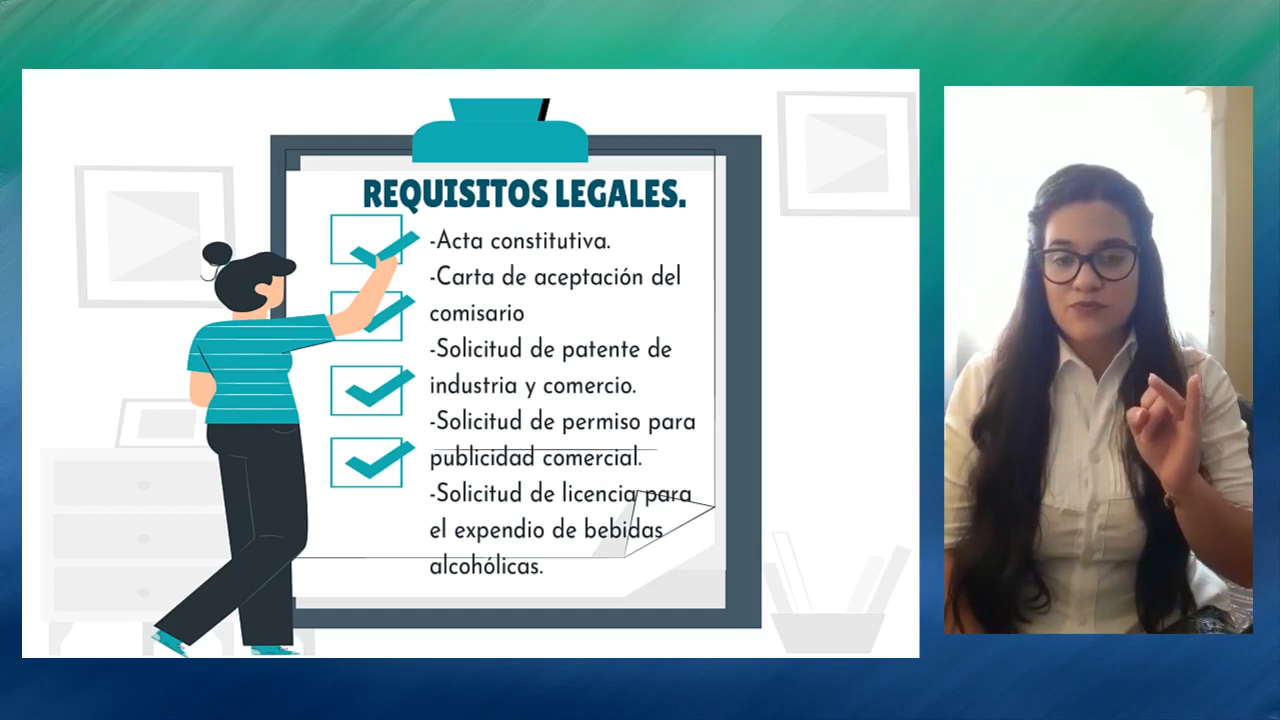 REQUISITOS LEGALES.
-Acta constitutiva.
-Carta de aceptación del
comisario
-Solicitud de patente de
industria y comercio.
-Solicitud de permiso para
publicidad comercial.
-Solicitud de licencia para
el expendio de bebidas
alcohólicas.